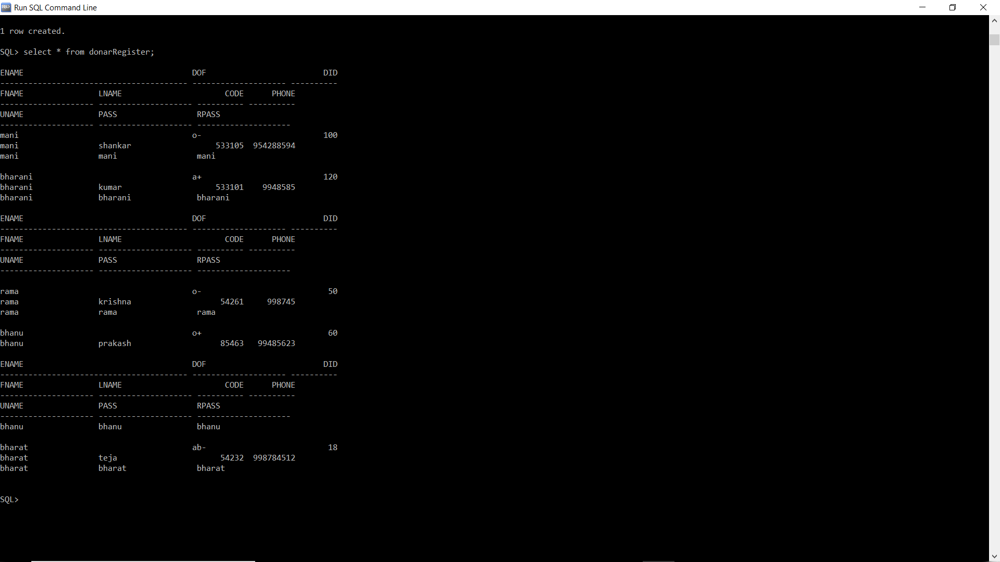 Run SQL Command Line
1 row created.
SQL> select * from donarRegister;
ENAME                                    DOF                         DID
---------------------------------------- -------------------- ----------
FNAME                LNAME                      CODE      PHONE
-------------------- -------------------- ---------- ----------
UNAME                PASS                 RPASS
-------------------- -------------------- --------------------
mani                                     o-                          100
mani                 shankar                  533105  954288594
mani                 mani                 mani
bharani                                  a+                          120
bharani              kumar                    533101    9948585
bharani              bharani              bharani
ENAME                                    DOF                         DID
---------------------------------------- -------------------- ----------
FNAME                LNAME                      CODE      PHONE
-------------------- -------------------- ---------- ----------
UNAME                PASS                 RPASS
-------------------- -------------------- --------------------
rama                                     o-                           50
rama                 krishna                   54261     998745
rama                 rama                 rama
bhanu                                    o+                           60
bhanu                prakash                   85463   99485623
ENAME                                    DOF                         DID
---------------------------------------- -------------------- ----------
FNAME                LNAME                      CODE      PHONE
-------------------- -------------------- ---------- ----------
UNAME                PASS                 RPASS
-------------------- -------------------- --------------------
bhanu                bhanu                bhanu
bharat                                   ab-                          18
bharat               teja                      54232  998784512
bharat               bharat               bharat
SQL>